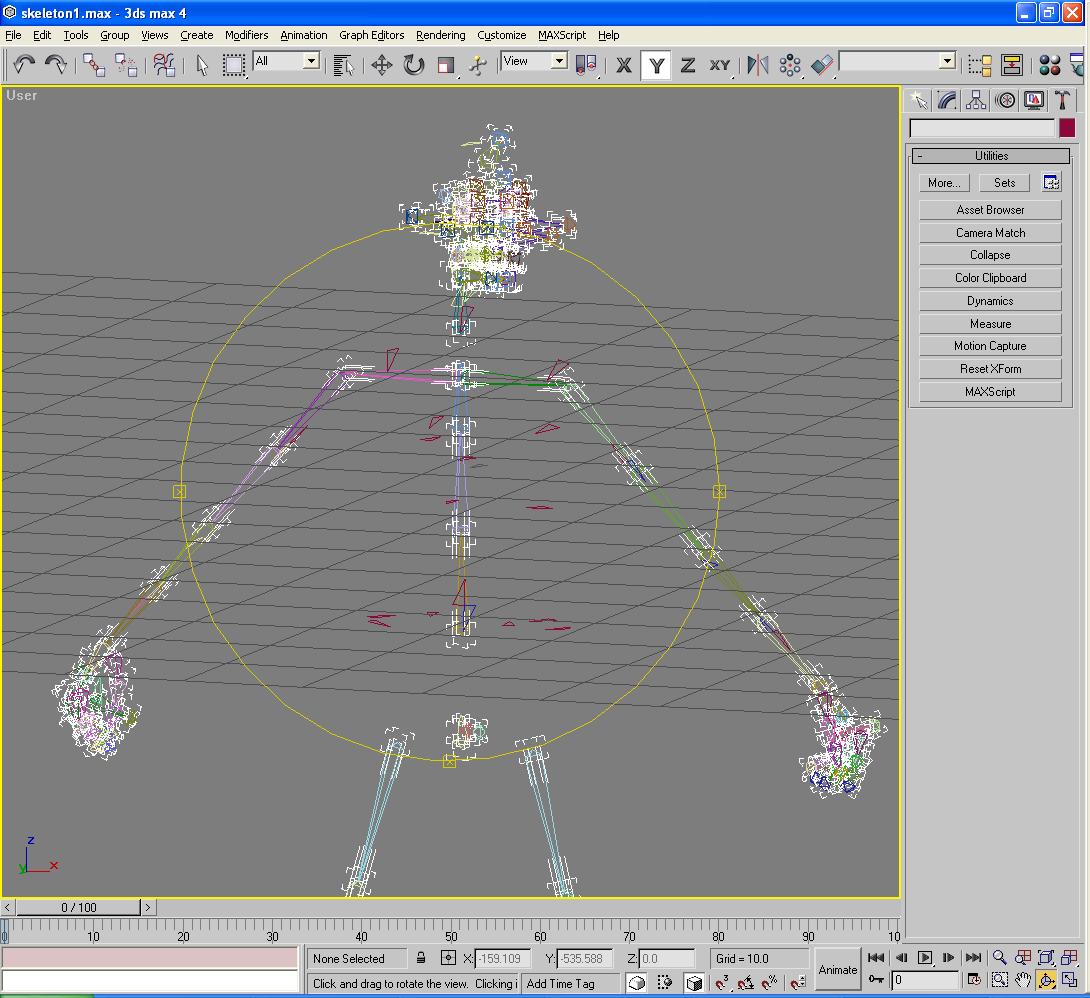 skeleton1.max - 3ds max 4
File Edit Tools Group Views Create Modifiers Animation Graph Editors Rendering Customize MAXScript Help
All View X Y Z XY
User
- Utilities
More... Sets
Asset Browser
Camera Match
Collapse
Color Clipboard
Dynamics
Measure
Motion Capture
Reset XForm
MAXScript
z
y x
< 0 / 100 >
0 10 20 30 40 50 60 70 80 90 10
None Selected X: -159.109 Y: -535.588 Z: 0.0 Grid = 10.0
Animate
0
Click and drag to rotate the view. Clicking i Add Time Tag